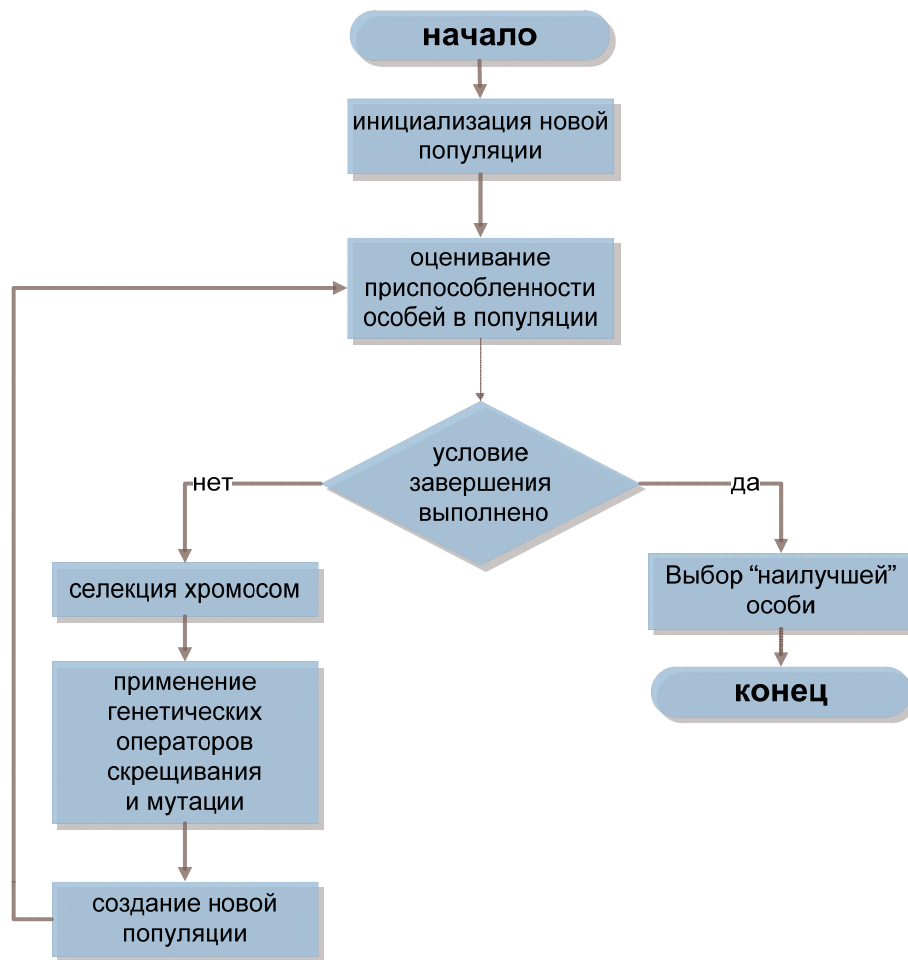 начало
инициализация новой
популяции
оценивание
приспособленности
особей в популяции
условие
завершения
выполнено
нет
да
селекция хромосом
Выбор “наилучшей”
особи
применение
генетических
операторов
скрещивания
и мутации
конец
создание новой
популяции